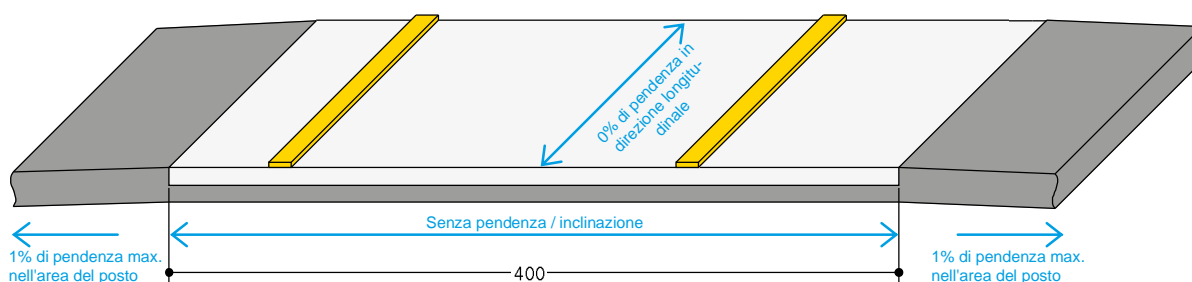 0% di pendenza in
direzione longitu-
dinale
Senza pendenza / inclinazione
1% di pendenza max.
nell'area del posto
1% di pendenza max.
nell'area del posto
400